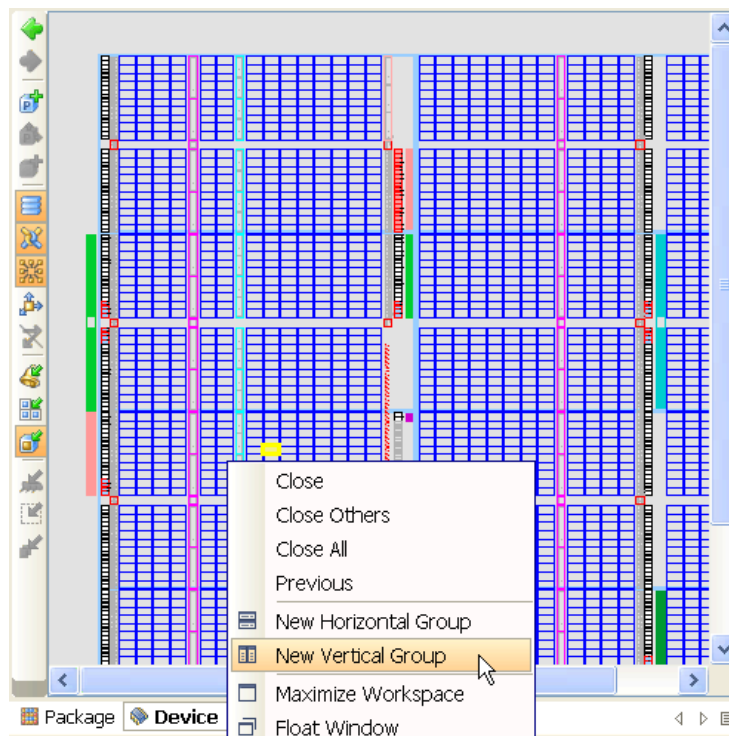 Close
Close Others
Close All
Previous
New Horizontal Group
New Vertical Group
Maximize Workspace
Float Window
Package Device